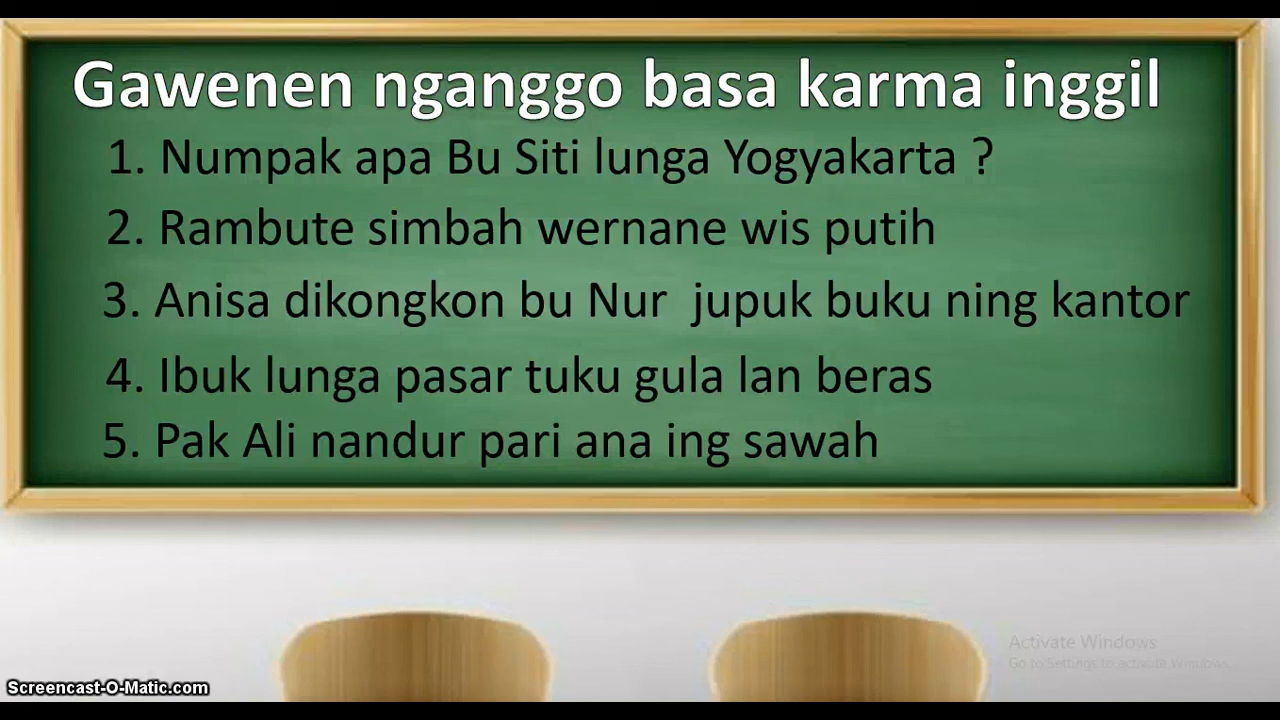 Gawenen nganggo basa karma inggil
1. Numpak apa Bu Siti lunga Yogyakarta ?
2. Rambute simbah wernane wis putih
3. Anisa dikongkon bu Nur jupuk buku ning kantor
4. Ibuk lunga pasar tuku gula lan beras
5. Pak Ali nandur pari ana ing sawah
Activate Windows
Go to Settings to activate Windows.
Screencast-O-Matic.com